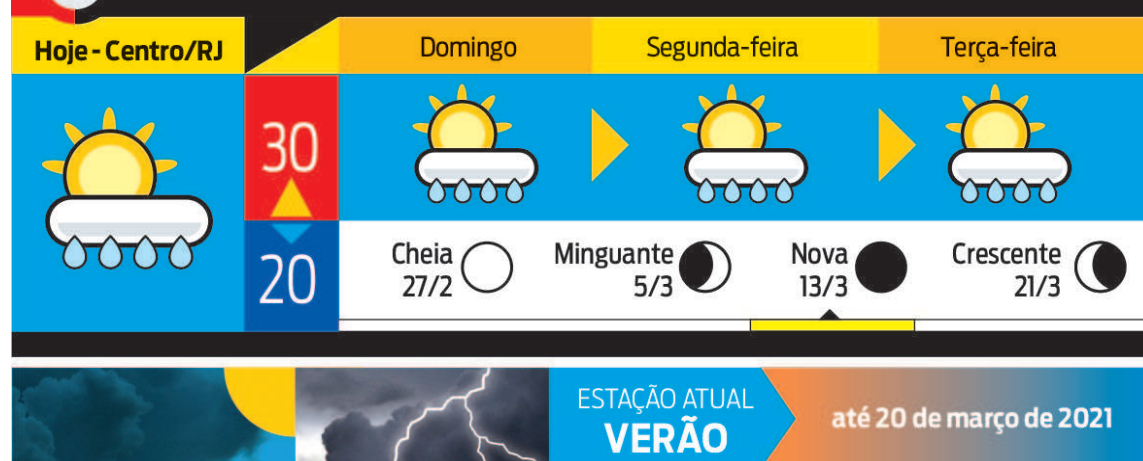 Hoje - Centro/RJ
Domingo
Segunda-feira
Terça-feira
30
20
Cheia
27/2
Minguante
5/3
Nova
13/3
Crescente
21/3
ESTAÇÃO ATUAL
VERÃO
até 20 de março de 2021